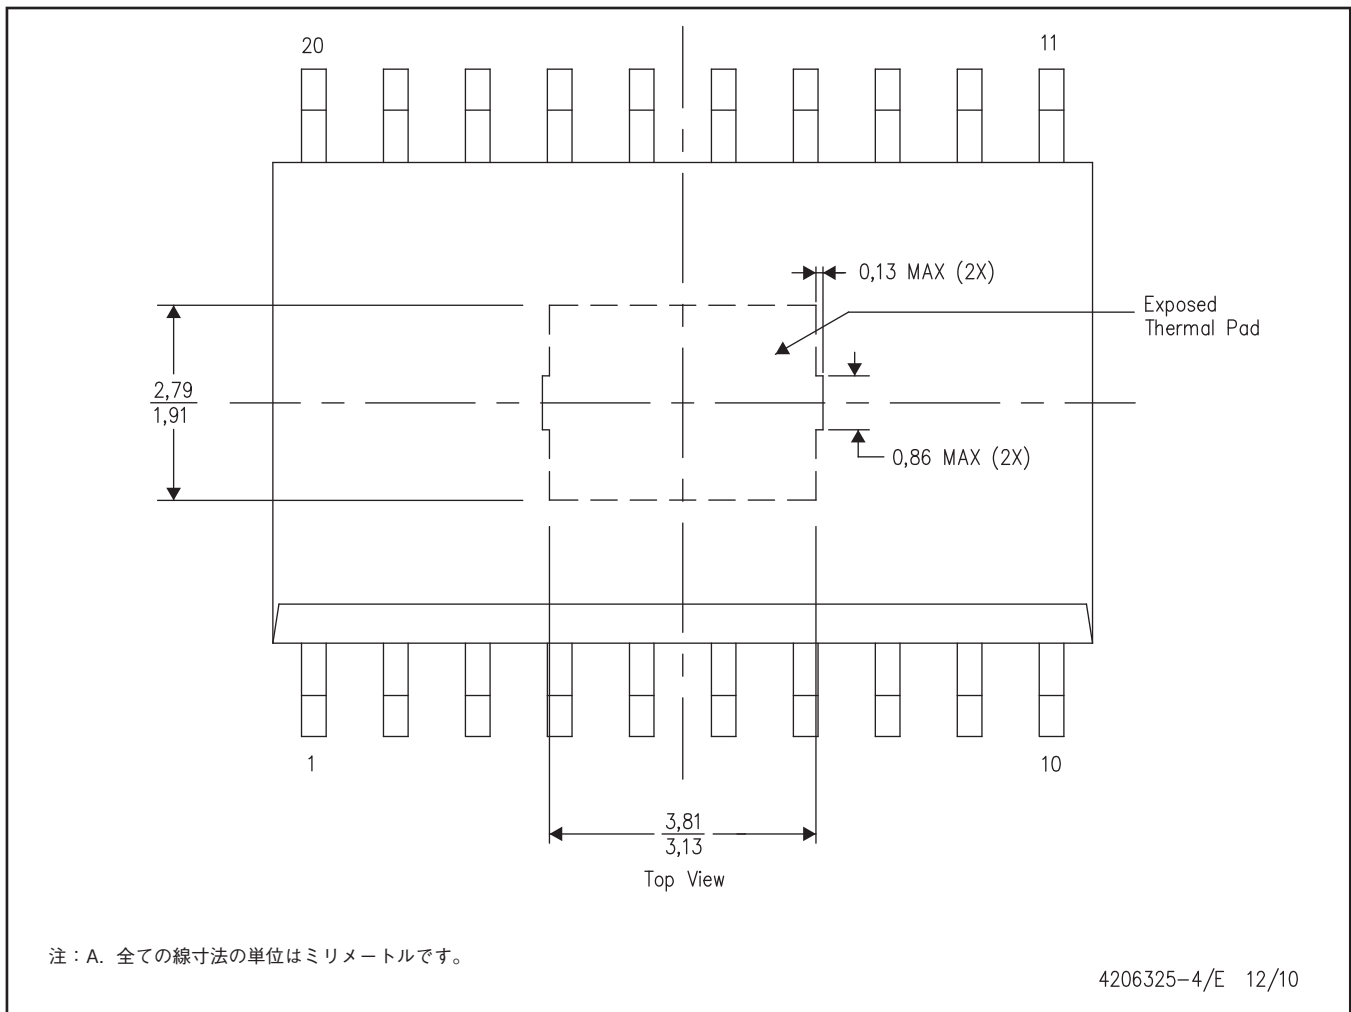 20
11
0,13 MAX (2X)
Exposed
Thermal Pad
2,79
1,91
0,86 MAX (2X)
1
10
3,81
3,13
Top View
注：A. 全ての線寸法の単位はミリメートルです。
4206325-4/E 12/10